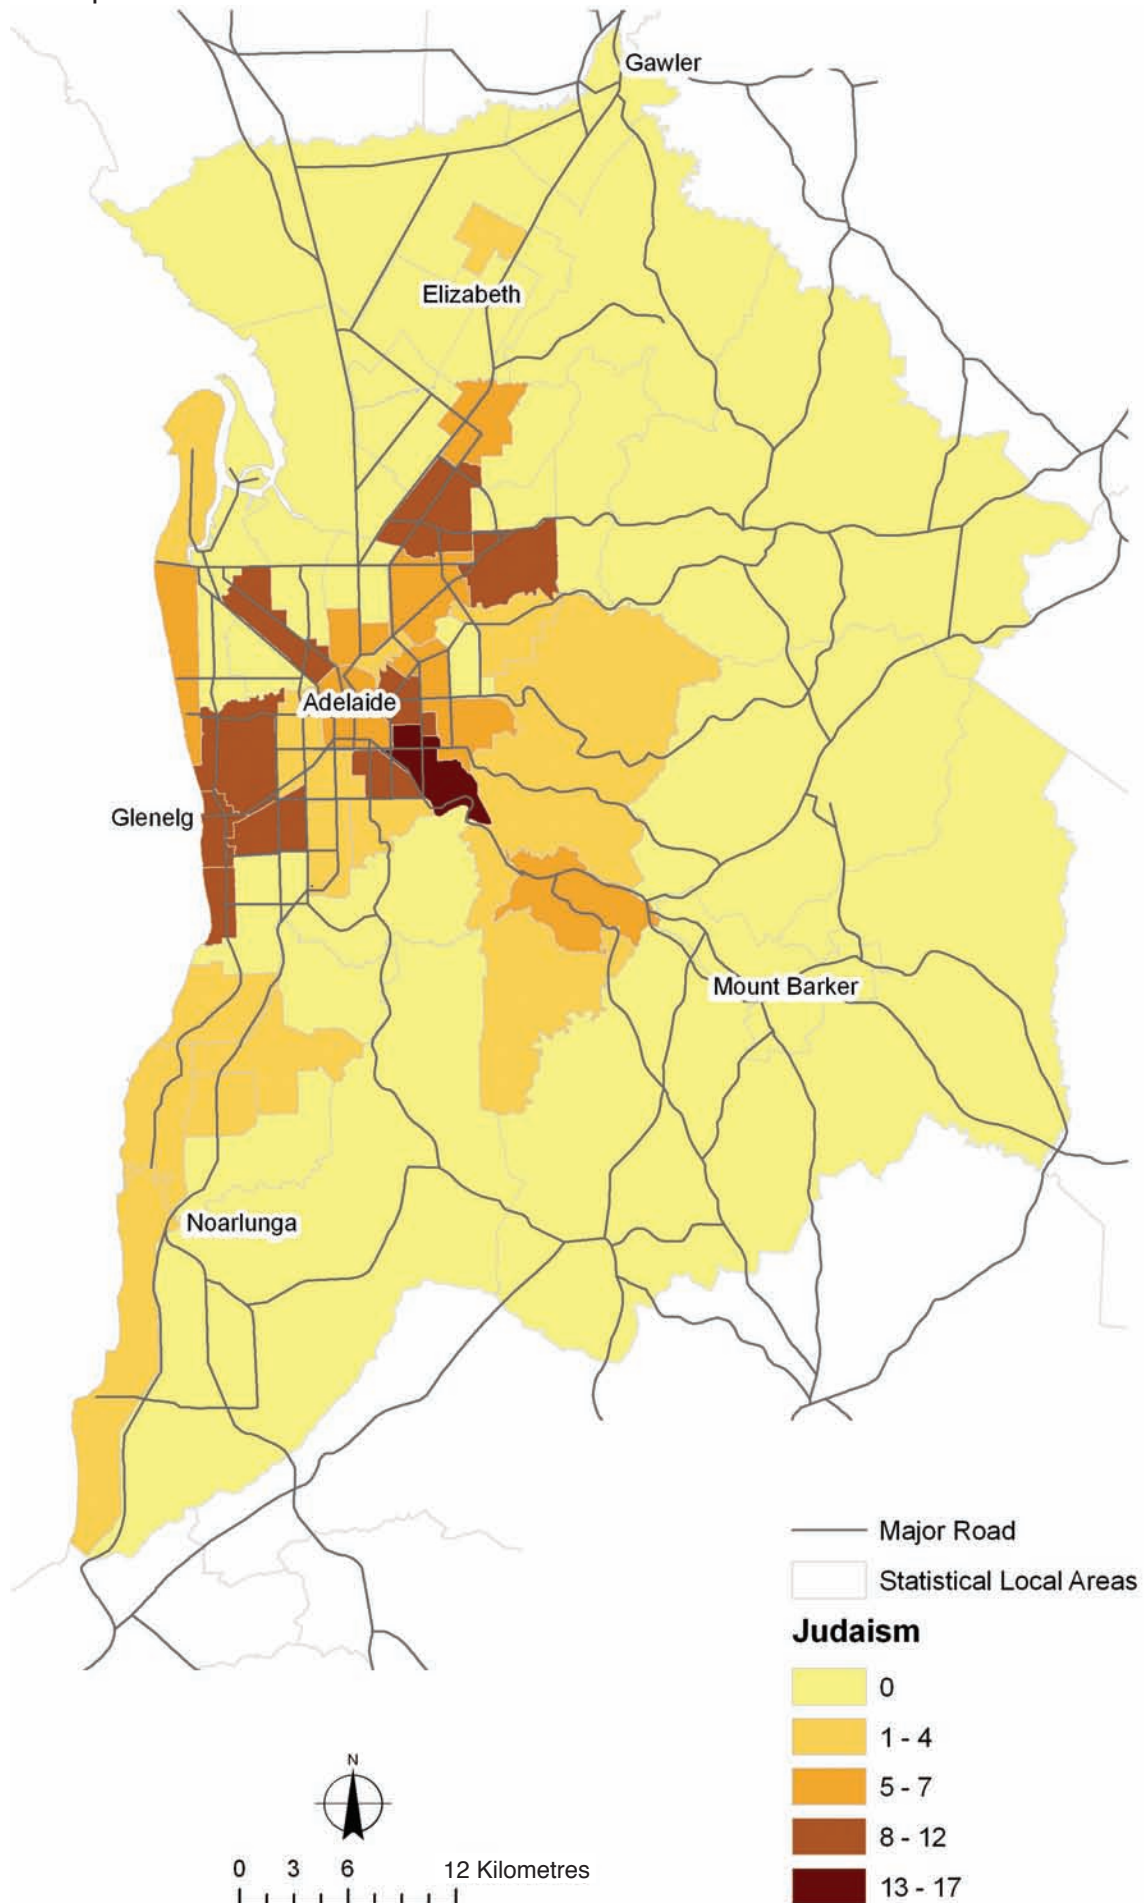 Gawler
Elizabeth
Adelaide
Glenelg
Mount Barker
Noarlunga
Major Road
Statistical Local Areas
Judaism
0
1 - 4
5 - 7
8 - 12
13 - 17
N
0 3 6 12 Kilometres